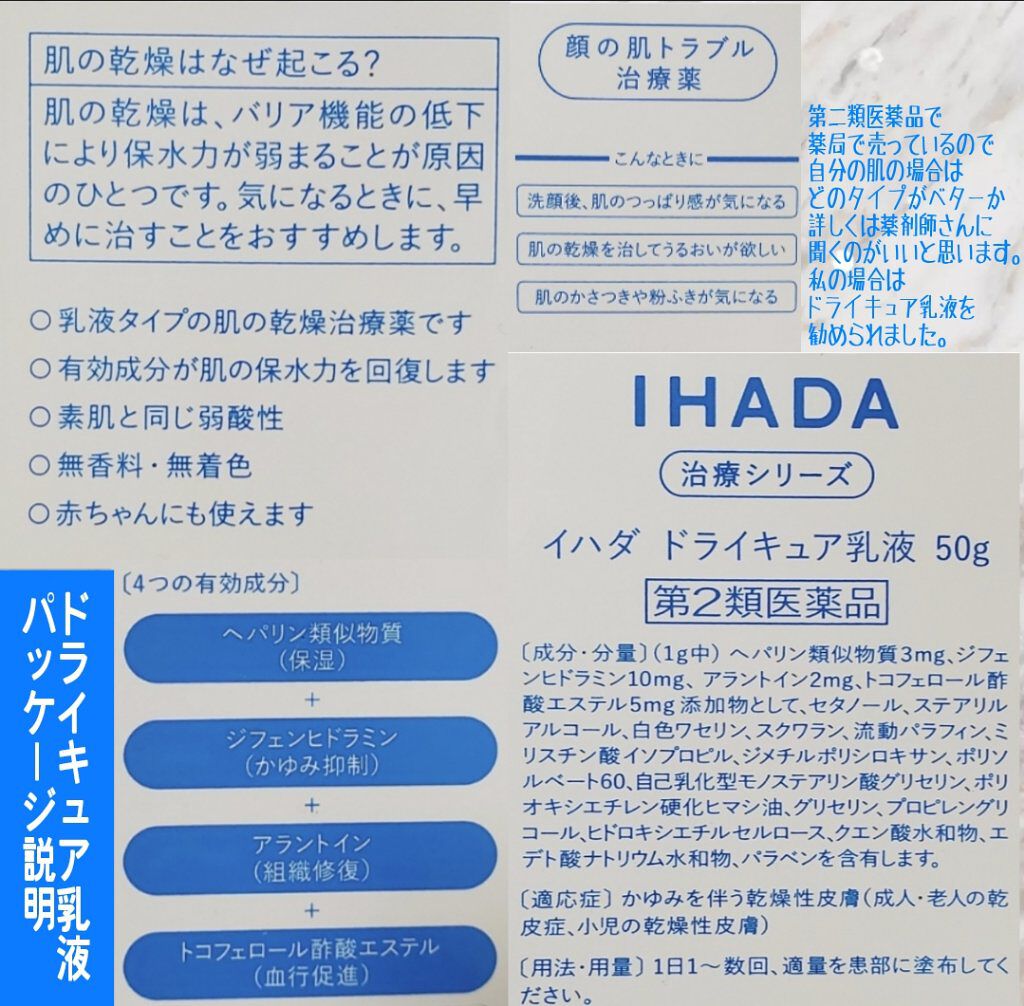 肌の乾燥はなぜ起こる?
肌の乾燥は、バリア機能の低下
により保水力が弱まることが原因
のひとつです。気になるときに、早
めに治すことをおすすめします。
○乳液タイプの肌の乾燥治療薬です
○有効成分が肌の保水力を回復します
○素肌と同じ弱酸性
○無香料・無着色
○赤ちゃんにも使えます
顔の肌トラブル
治療薬
こんなときに
洗顔後、肌のつっぱり感が気になる
肌の乾燥を治してうるおいが欲しい
肌のかさつきや粉ふきが気になる
第二類医薬品で
薬局で売っているので
自分の肌の場合は
どのタイプがベターか
詳しくは薬剤師さんに
聞くのがいいと思います。
私の場合は
ドライキュア乳液を
勧められました。
ドライキュア乳液
パッケージ説明
〔4つの有効成分〕
ヘパリン類似物質
(保湿)
+
ジフェンヒドラミン
(かゆみ抑制)
+
アラントイン
(組織修復)
+
トコフェロール酢酸エステル
(血行促進)
IHADA
治療シリーズ
イハダ ドライキュア乳液 50g
第2類医薬品
〔成分・分量〕(1g中) ヘパリン類似物質3mg、ジフェ
ンヒドラミン10mg、アラントイン2mg、トコフェロール酢
酸エステル5mg 添加物として、セタノール、ステアリル
アルコール、白色ワセリン、スクワラン、流動パラフィン、ミ
リスチン酸イソプロピル、ジメチルポリシロキサン、ポリソ
ルベート60、自己乳化型モノステアリン酸グリセリン、ポリ
オキシエチレン硬化ヒマシ油、グリセリン、プロピレングリ
コール、ヒドロキシエチルセルロース、クエン酸水和物、エ
デト酸ナトリウム水和物、パラベンを含有します。
〔適応症〕かゆみを伴う乾燥性皮膚(成人・老人の乾
皮症、小児の乾燥性皮膚)
〔用法・用量〕1日1〜数回、適量を患部に塗布してく
ださい。